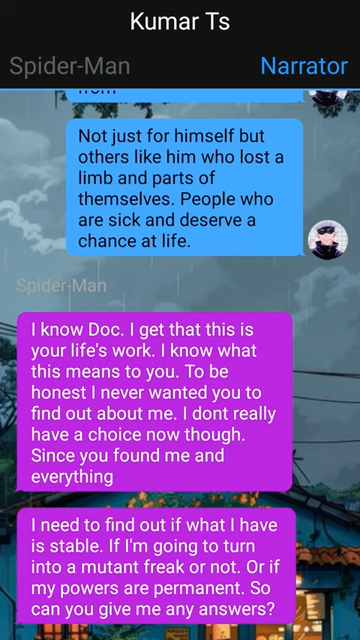 Kumar Ts
Spider-Man
Narrator
from
Not just for himself but
others like him who lost a
limb and parts of
themselves. People who
are sick and deserve a
chance at life.
Spider-Man
I know Doc. I get that this is
your life's work. I know what
this means to you. To be
honest I never wanted you to
find out about me. I dont really
have a choice now though.
Since you found me and
everything
I need to find out if what I have
is stable. If I'm going to turn
into a mutant freak or not. Or if
my powers are permanent. So
can you give me any answers?